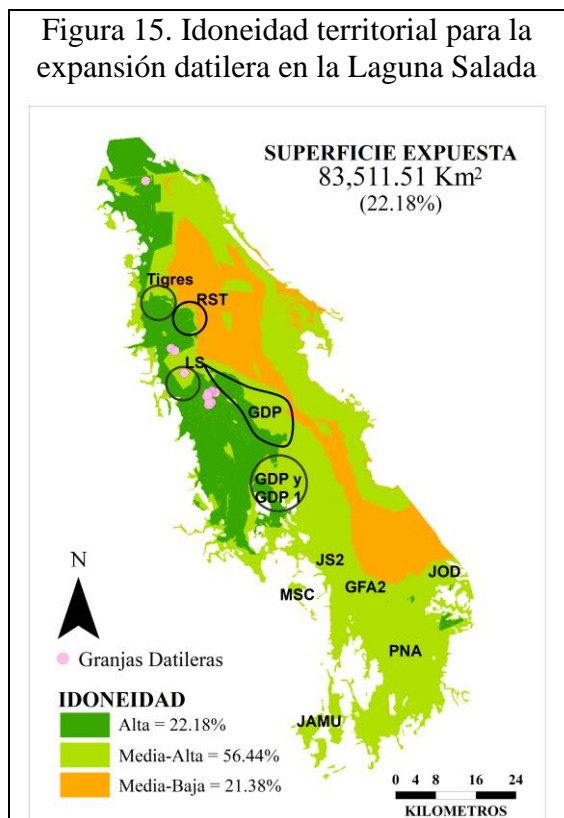 Figura 15. Idoneidad territorial para la
expansión datilera en la Laguna Salada
SUPERFICIE EXPUESTA
83,511.51 Km²
(22.18%)
Tigres
RST
LS
GDP
GDP y
GDP 1
JS2
JOD
GFA2
MSC
PNA
JAMU
N
Granjas Datileras
IDONEIDAD
Alta = 22.18%
Media-Alta = 56.44%
Media-Baja = 21.38%
0 4 8 16 24
KILOMETROS